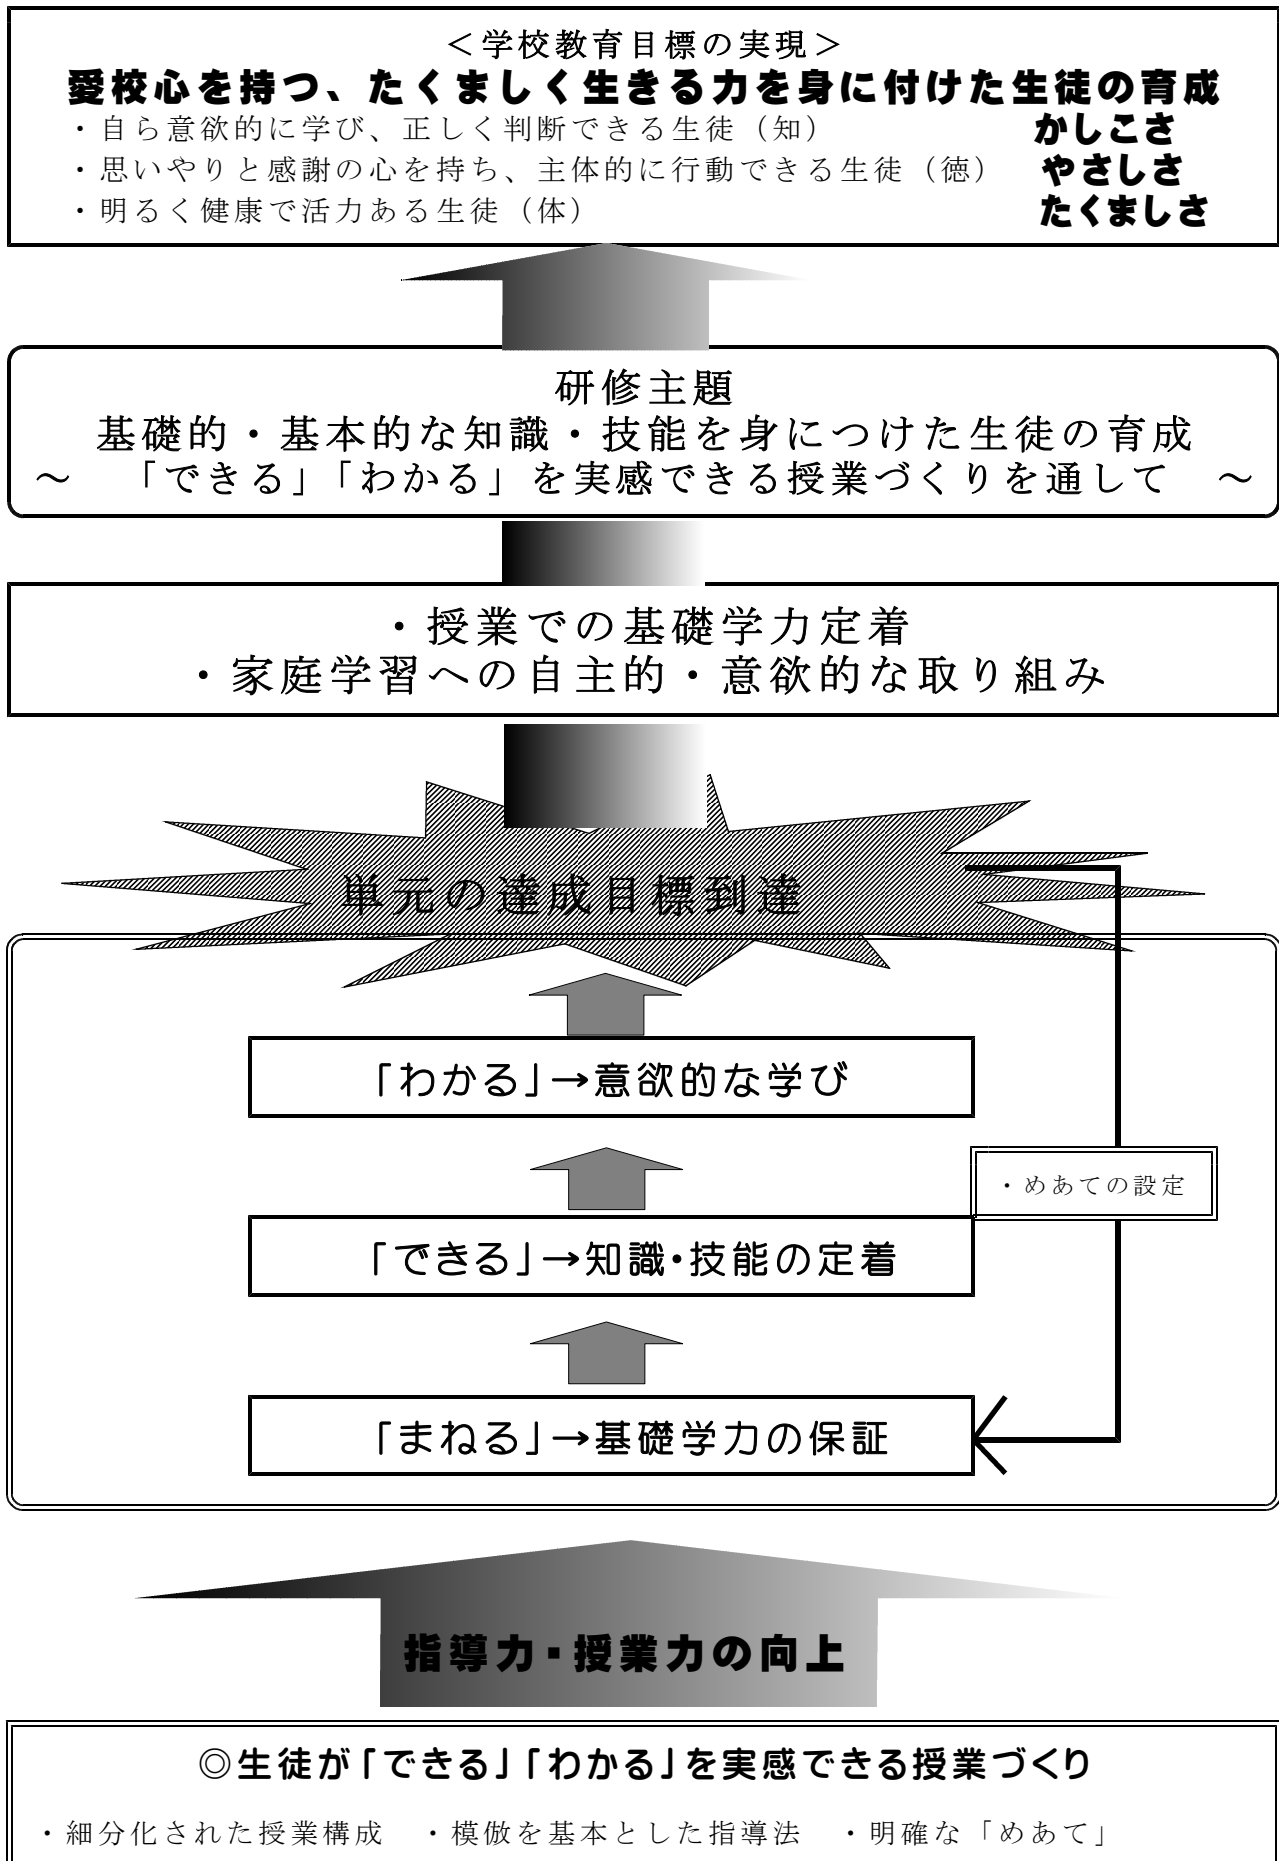 ＜学校教育目標の実現＞
愛校心を持つ、たくましく生きる力を身に付けた生徒の育成
・自ら意欲的に学び、正しく判断できる生徒（知） かしこさ
・思いやりと感謝の心を持ち、主体的に行動できる生徒（徳） やさしさ
・明るく健康で活力ある生徒（体） たくましさ
研修主題
基礎的・基本的な知識・技能を身につけた生徒の育成
～ 「できる」「わかる」を実感できる授業づくりを通して ～
・授業での基礎学力定着
・家庭学習への自主的・意欲的な取り組み
単元の達成目標到達
「わかる」→意欲的な学び
・めあての設定
「できる」→知識・技能の定着
「まねる」→基礎学力の保証
指導力・授業力の向上
◎生徒が「できる」「わかる」を実感できる授業づくり
・細分化された授業構成 ・模倣を基本とした指導法 ・明確な「めあて」